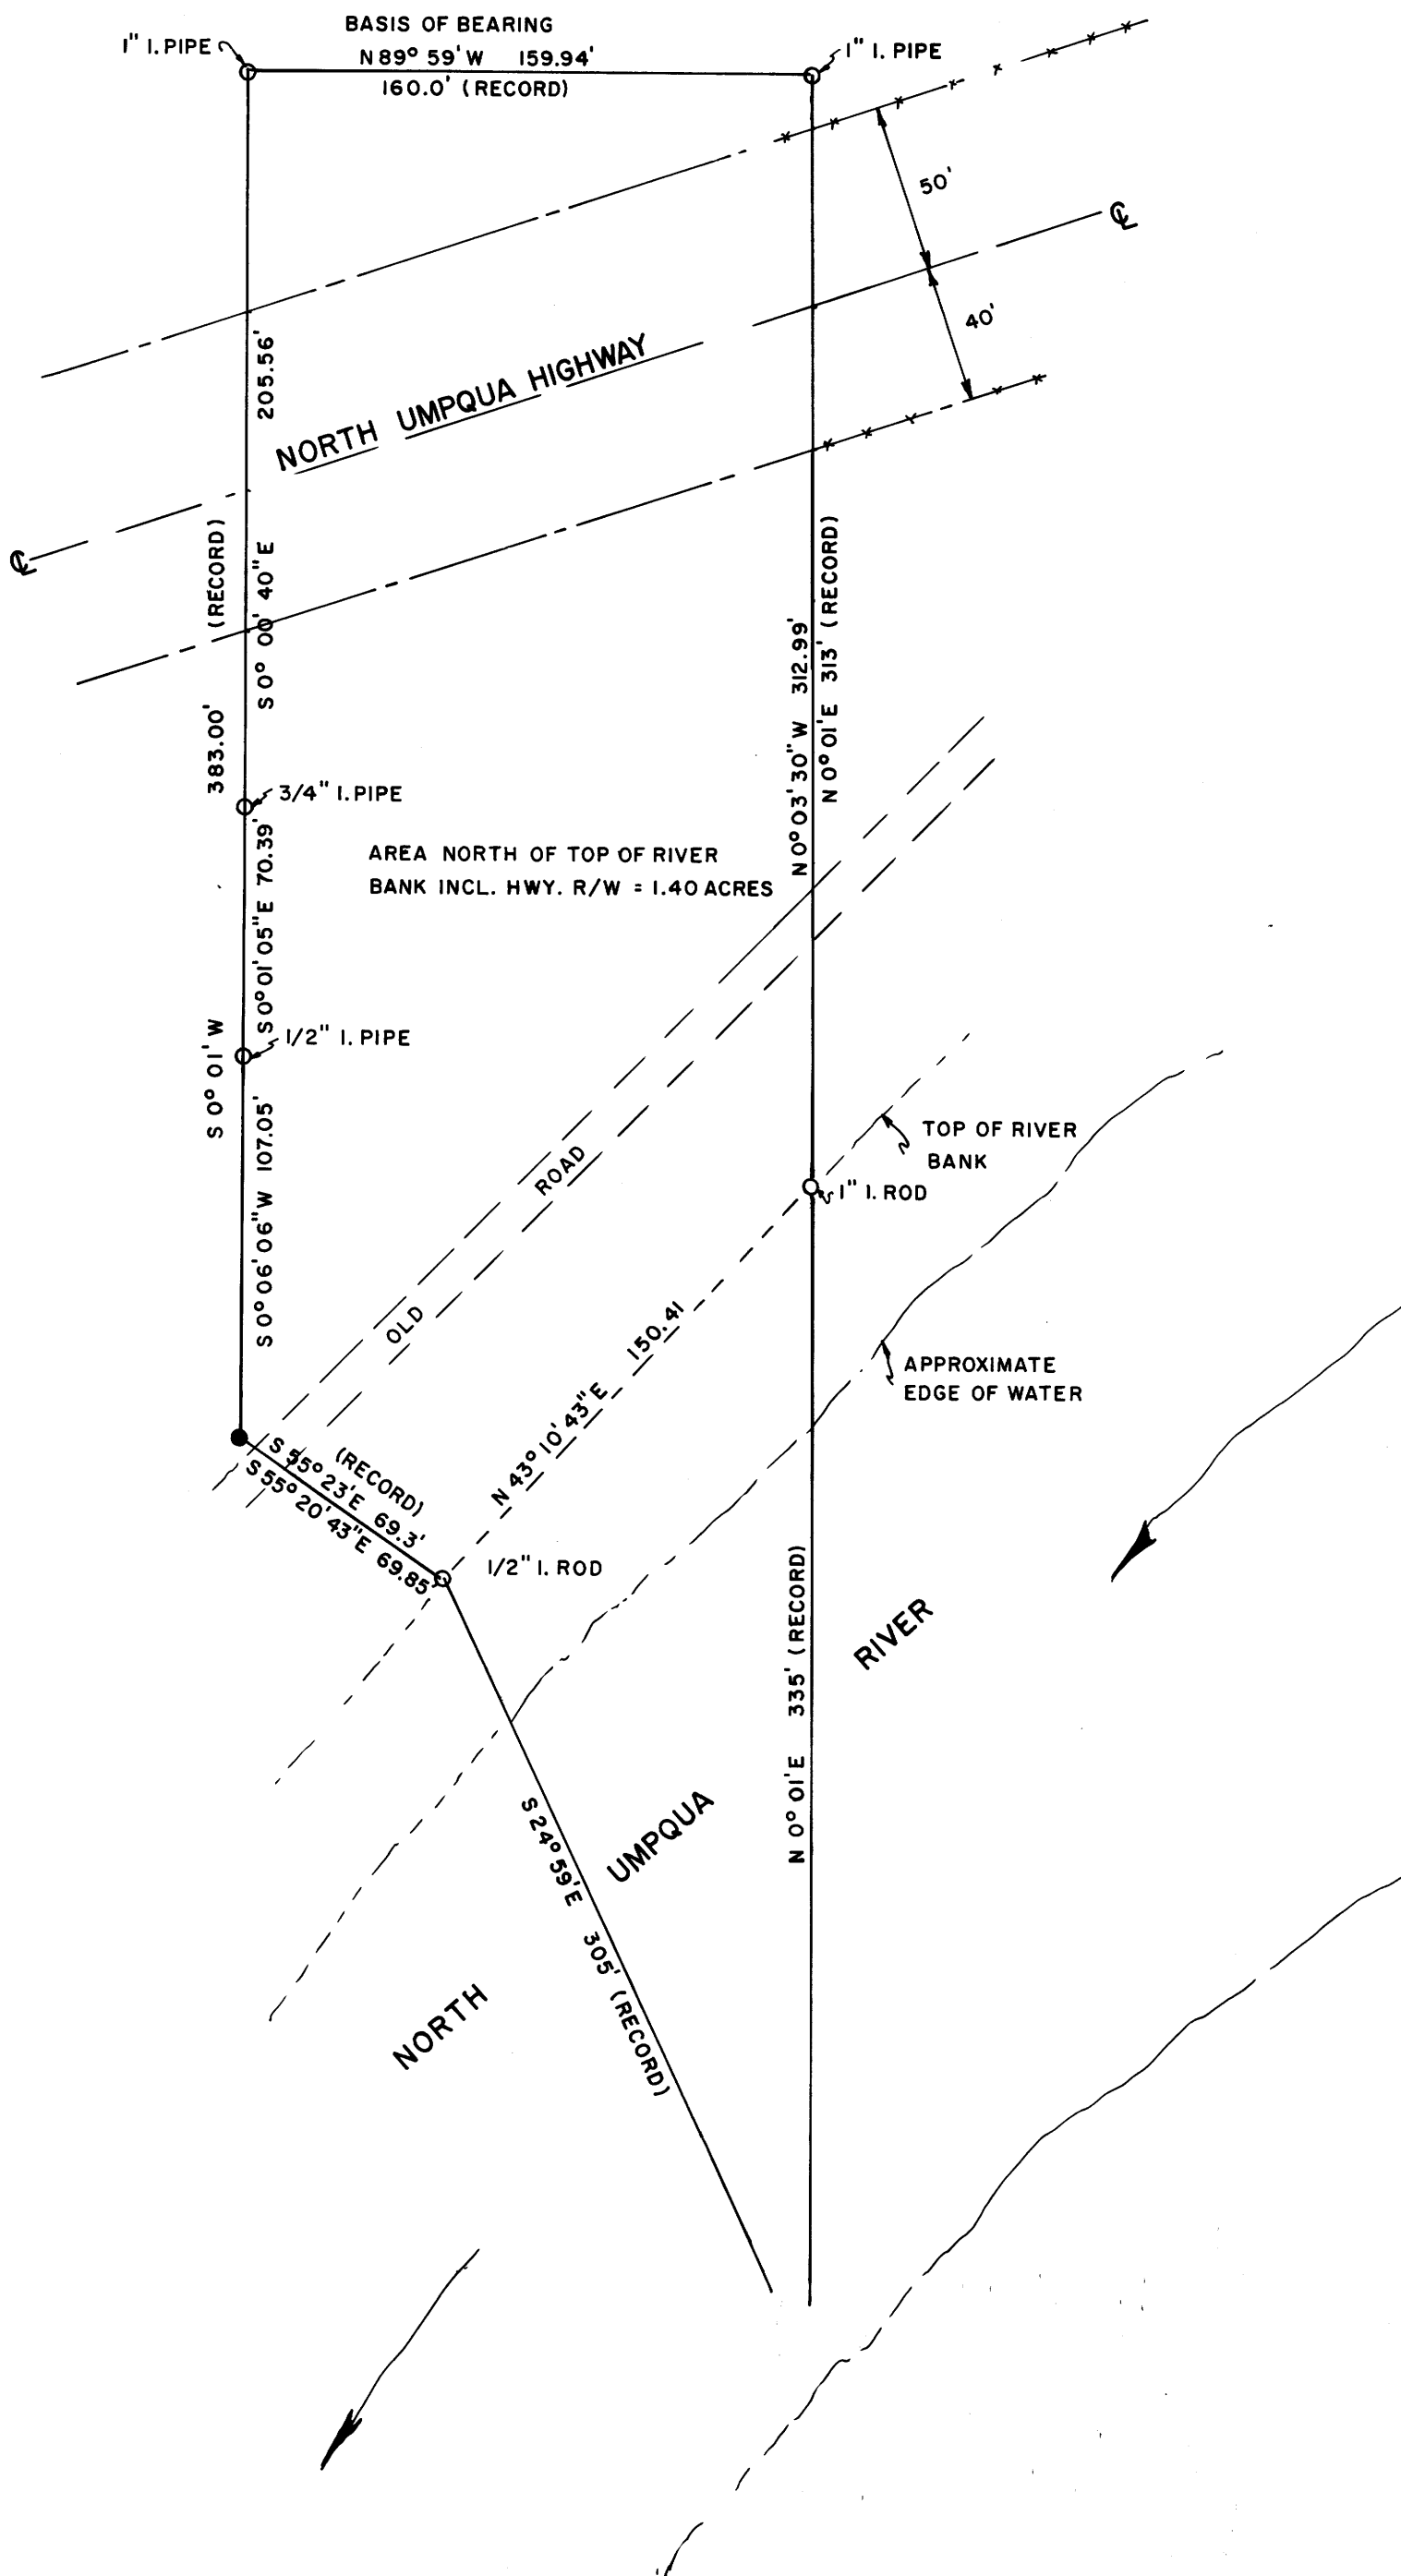 BASIS OF BEARING
1" I. PIPE
N 89° 59' W 159.94'
1" I. PIPE
160.0' (RECORD)
50'
℄
40'
205.56'
NORTH UMPQUA HIGHWAY
℄
(RECORD)
S 0° 00' 40" E
383.00'
N 0° 03' 30" W 312.99'
N 0° 01' E 313' (RECORD)
3/4" I. PIPE
S 0° 01' 05" E 70.39'
AREA NORTH OF TOP OF RIVER
BANK INCL. HWY. R/W = 1.40 ACRES
S 0° 01' W
1/2" I. PIPE
S 0° 06' 06" W 107.05'
TOP OF RIVER
BANK
OLD ROAD
1" I. ROD
N 43° 10' 43" E 150.41
APPROXIMATE
EDGE OF WATER
(RECORD)
S 55° 23' E 69.3'
S 55° 20' 43" E 69.85'
1/2" I. ROD
N 0° 01' E 335' (RECORD)
S 24° 59' E 305' (RECORD)
NORTH UMPQUA RIVER